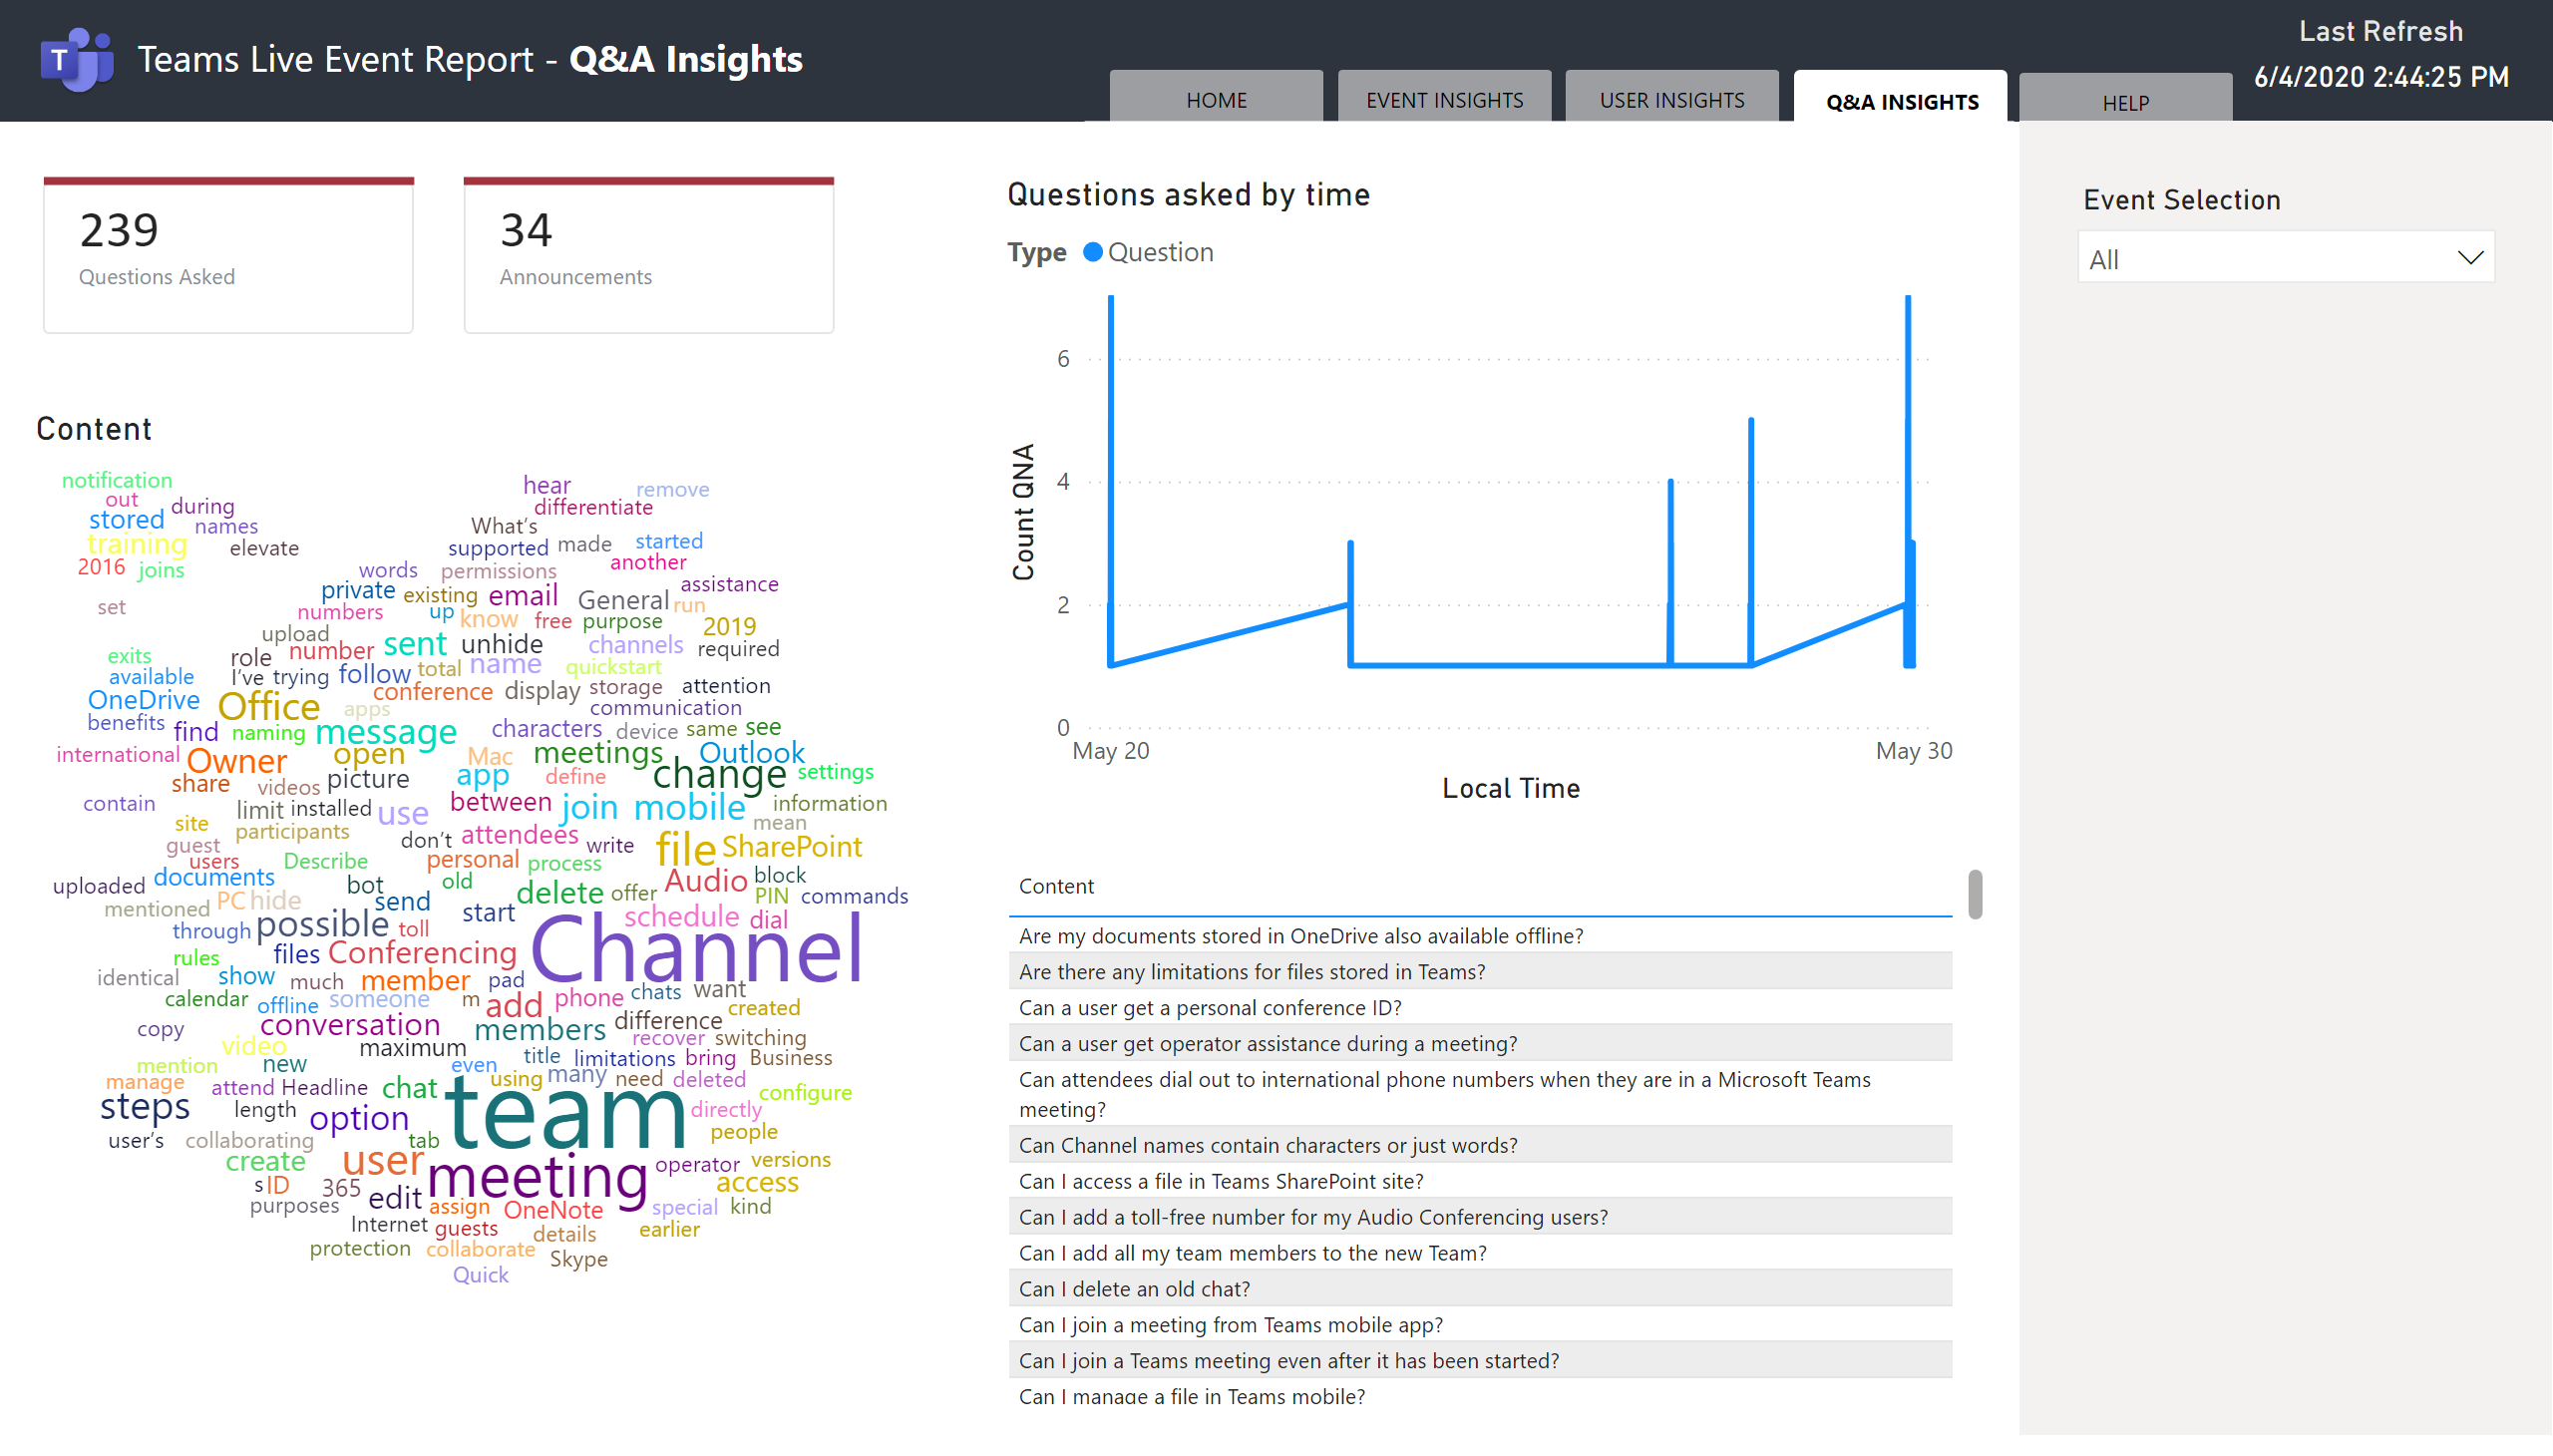 T
Teams Live Event Report - Q&A Insights
HOME
EVENT INSIGHTS
USER INSIGHTS
Q&A INSIGHTS
HELP
Last Refresh
6/4/2020 2:44:25 PM
239
Questions Asked
34
Announcements
Content
notification
hear
remove
out
during
differentiate
stored
names
What's
training
elevate
supported made started
2016 joins
words permissions another
private existing email General run assistance
set
numbers up know free purpose 2019
upload
number sent unhide channels required
exits
role
available I've trying follow total name quickstart
OneDrive Office apps conference display storage attention
communication
benefits find naming message characters device same see
international Owner open Mac meetings Outlook
share videos picture app define change settings
contain limit installed use between join mobile information
site participants mean
guest don't attendees write file SharePoint
users Describe personal process
uploaded documents bot old delete offer Audio block
mentioned PC hide send PIN commands
through possible toll start schedule dial
rules files Conferencing Channel
identical show much member pad
calendar offline someone m add phone chats want
created
copy conversation members difference
recover switching
video maximum title limitations bring Business
mention new even
manage attend Headline chat using many need deleted configure
steps length option team directly
user's collaborating tab people
create user meeting operator versions
s ID 365 edit access
purposes assign OneNote special kind
Internet guests details earlier
protection collaborate Skype
Quick
Questions asked by time
Type Question
6
4
2
0
Count QNA
May 20
May 30
Local Time
Content
Are my documents stored in OneDrive also available offline?
Are there any limitations for files stored in Teams?
Can a user get a personal conference ID?
Can a user get operator assistance during a meeting?
Can attendees dial out to international phone numbers when they are in a Microsoft Teams
meeting?
Can Channel names contain characters or just words?
Can I access a file in Teams SharePoint site?
Can I add a toll-free number for my Audio Conferencing users?
Can I add all my team members to the new Team?
Can I delete an old chat?
Can I join a meeting from Teams mobile app?
Can I join a Teams meeting even after it has been started?
Can I manage a file in Teams mobile?
Event Selection
All